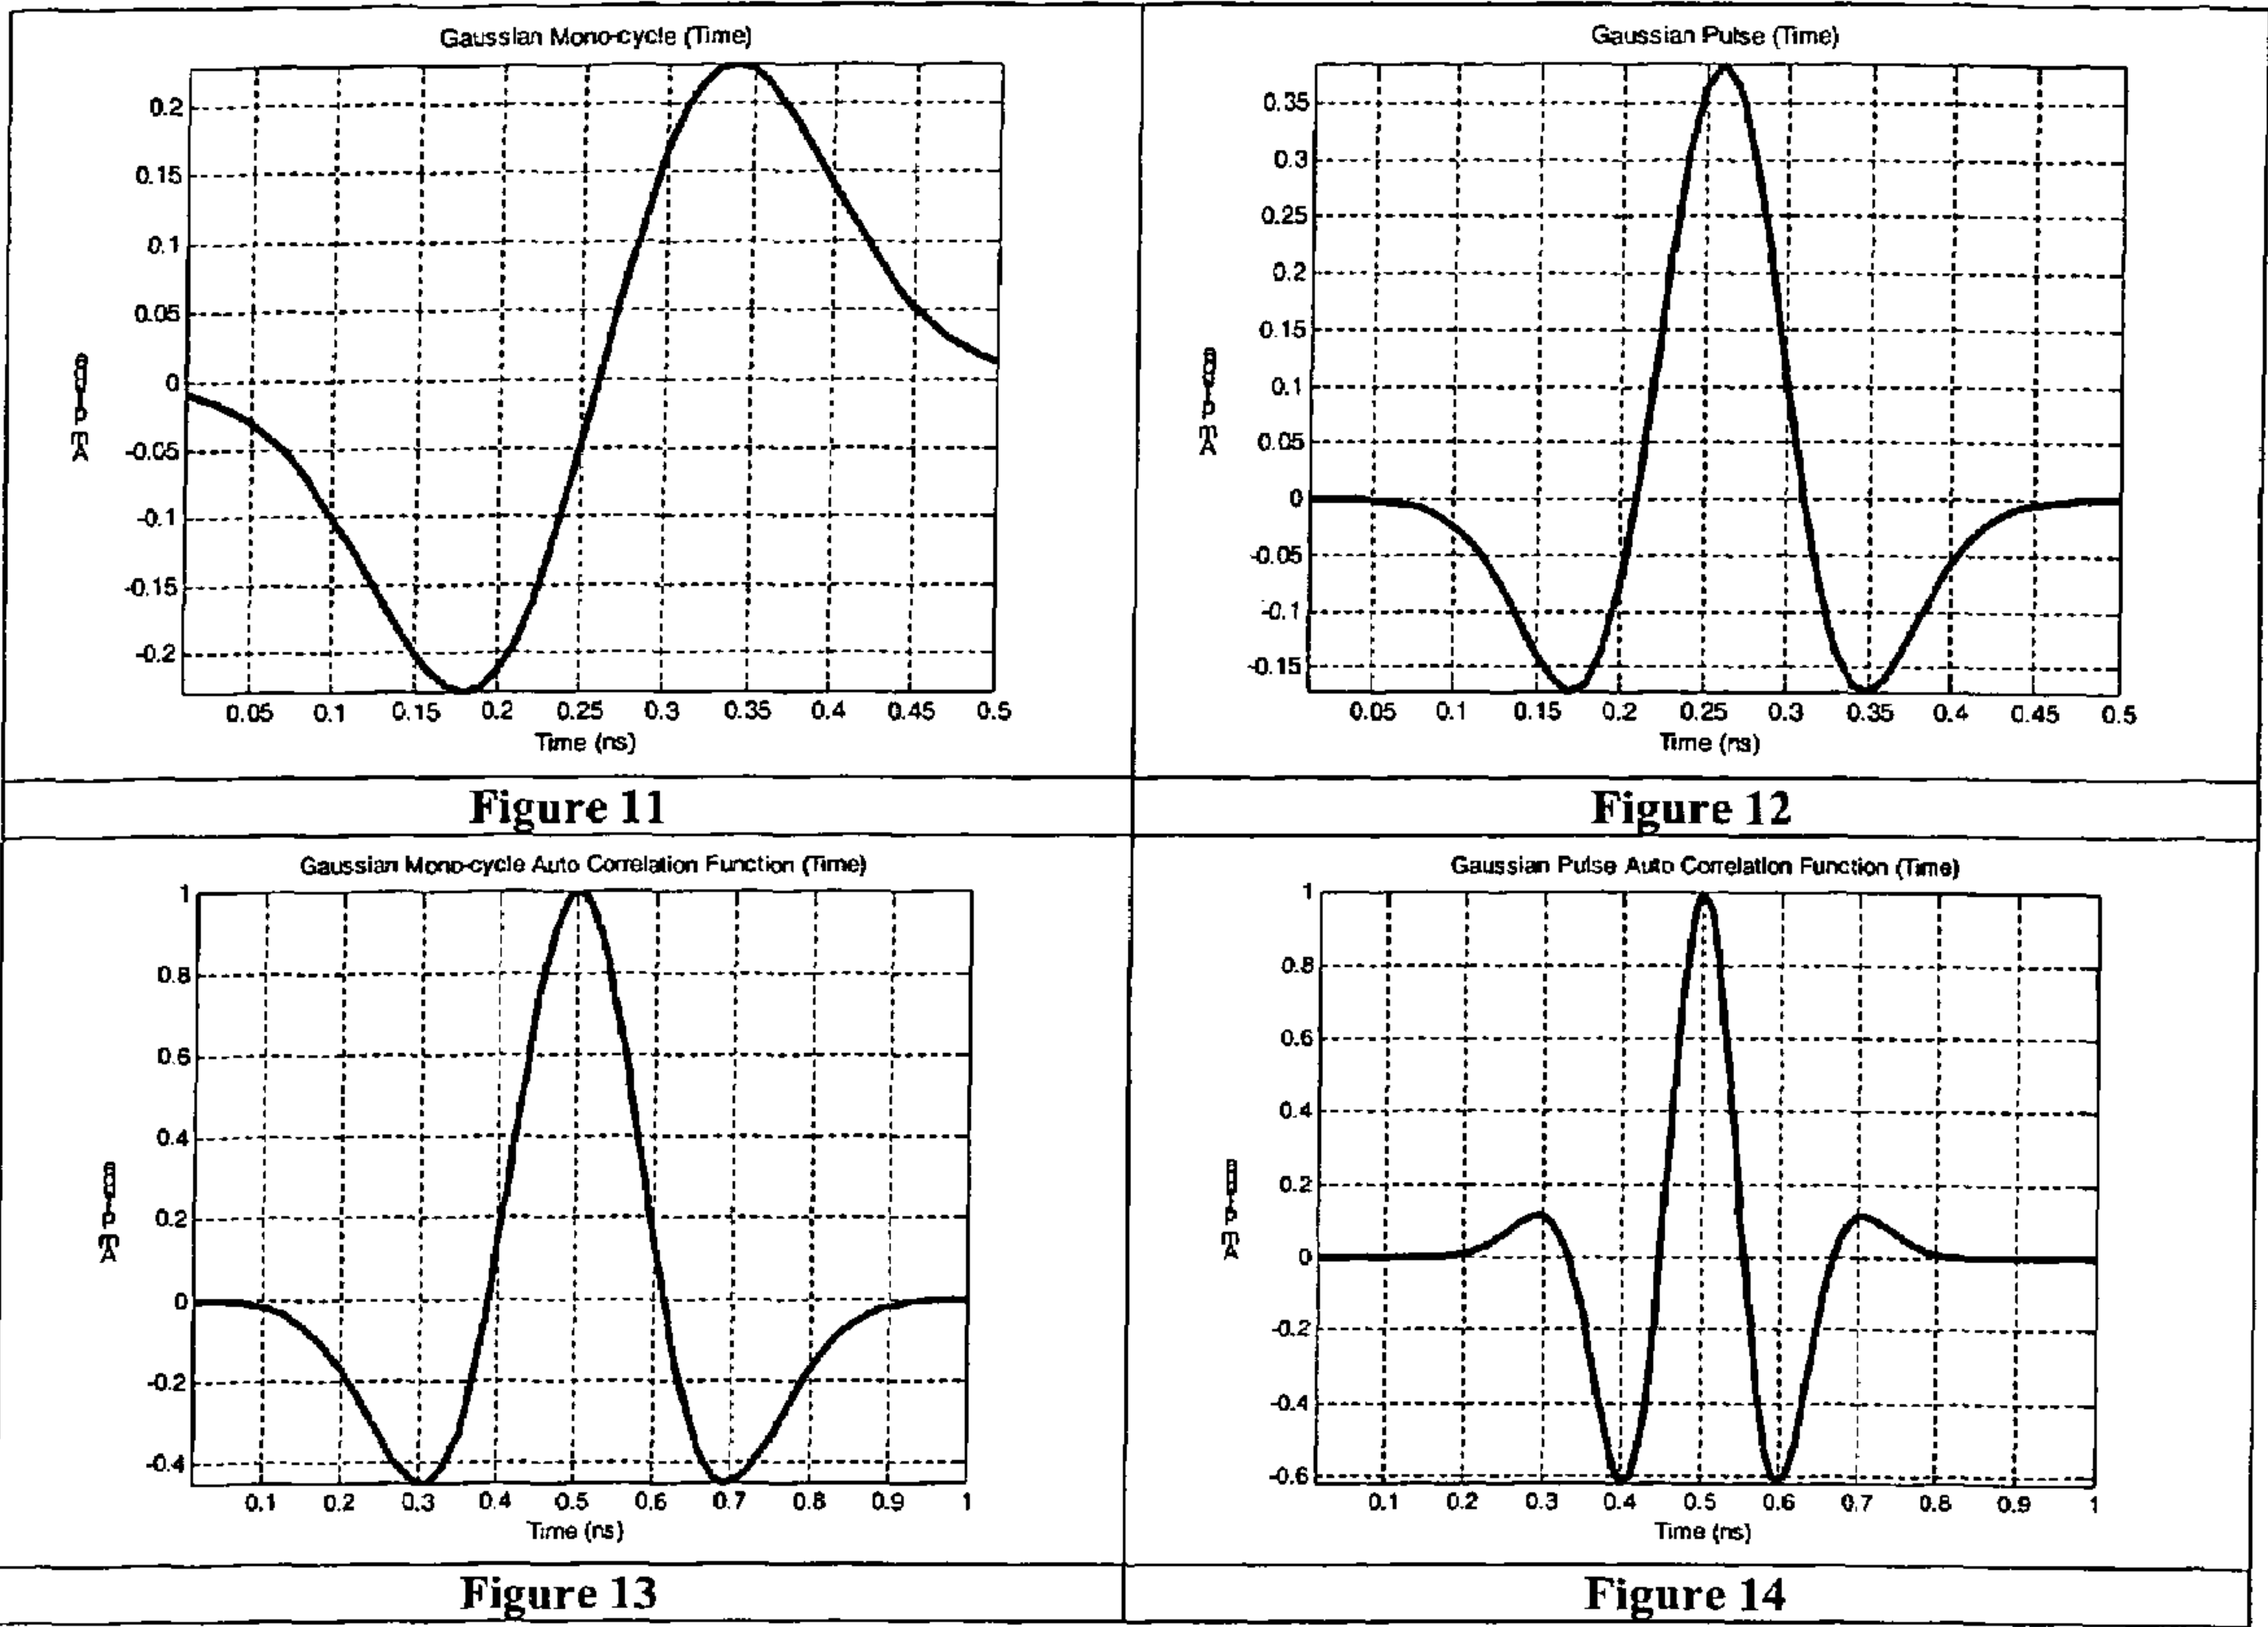 Gaussian Mono-cycle (Time)
0.2
0.15
0.1
0.05
0
-0.05
-0.1
-0.15
-0.2
0.05 0.1 0.15 0.2 0.25 0.3 0.35 0.4 0.45 0.5
Time (ns)
Figure 11
Gaussian Pulse (Time)
0.35
0.3
0.25
0.2
0.15
0.1
0.05
0
-0.05
-0.1
-0.15
0.05 0.1 0.15 0.2 0.25 0.3 0.35 0.4 0.45 0.5
Time (ns)
Figure 12
Gaussian Mono-cycle Auto Correlation Function (Time)
1
0.8
0.6
0.4
0.2
0
-0.2
-0.4
0.1 0.2 0.3 0.4 0.5 0.6 0.7 0.8 0.9 1
Time (ns)
Figure 13
Gaussian Pulse Auto Correlation Function (Time)
1
0.8
0.6
0.4
0.2
0
-0.2
-0.4
-0.6
0.1 0.2 0.3 0.4 0.5 0.6 0.7 0.8 0.9 1
Time (ns)
Figure 14